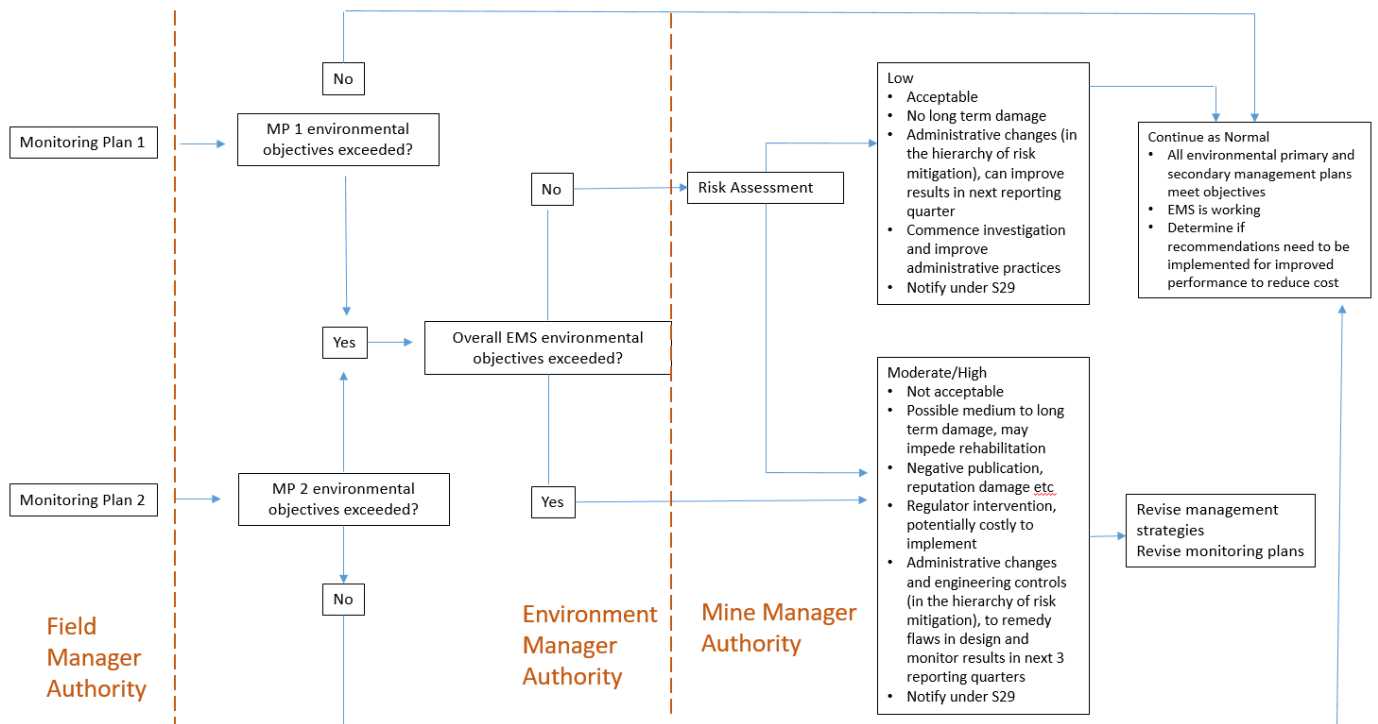 No
Monitoring Plan 1
MP 1 environmental
objectives exceeded?
No
Risk Assessment
Low
• Acceptable
• No long term damage
• Administrative changes (in
the hierarchy of risk
mitigation), can improve
results in next reporting
quarter
• Commence investigation
and improve
administrative practices
• Notify under S29
Continue as Normal
• All environmental primary and
secondary management plans
meet objectives
• EMS is working
• Determine if
recommendations need to be
implemented for improved
performance to reduce cost
Yes
Overall EMS environmental
objectives exceeded?
Monitoring Plan 2
MP 2 environmental
objectives exceeded?
Yes
Moderate/High
• Not acceptable
• Possible medium to long
term damage, may
impede rehabilitation
• Negative publication,
reputation damage etc
• Regulator intervention,
potentially costly to
implement
• Administrative changes
and engineering controls
(in the hierarchy of risk
mitigation), to remedy
flaws in design and
monitor results in next 3
reporting quarters
• Notify under S29
Revise management
strategies
Revise monitoring plans
No
Field
Manager
Authority
Environment
Manager
Authority
Mine Manager
Authority